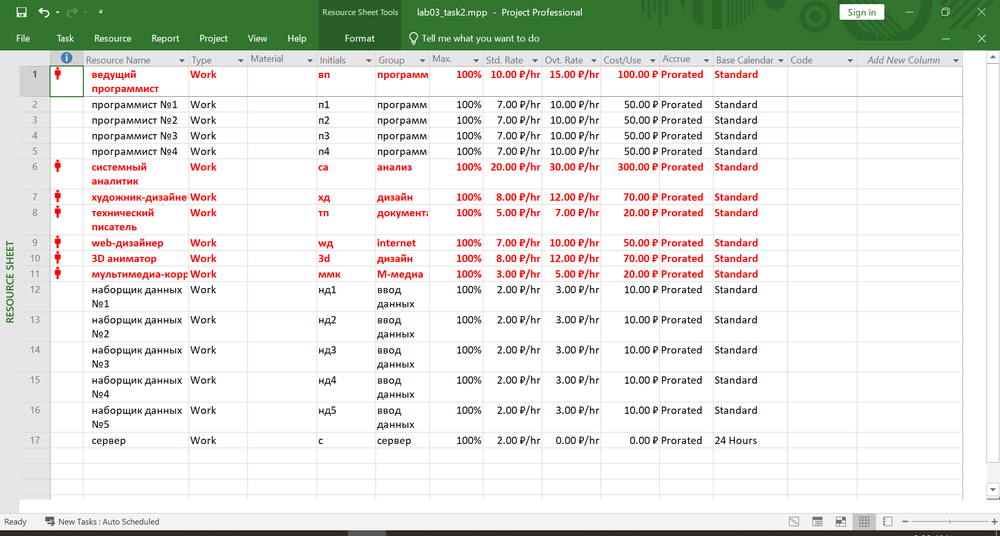 Resource Sheet Tools
lab03_task2.mpp - Project Professional
Sign in
File Task Resource Report Project View Help Format Tell me what you want to do
Resource Name Type Material Initials Group Max. Std. Rate Ovt. Rate Cost/Use Accrue Base Calendar Code Add New Column
1 ведущий программист Work вп программ 100% 10.00 ₽/hr 15.00 ₽/hr 100.00 ₽ Prorated Standard
2 программист №1 Work п1 программ 100% 7.00 ₽/hr 10.00 ₽/hr 50.00 ₽ Prorated Standard
3 программист №2 Work п2 программ 100% 7.00 ₽/hr 10.00 ₽/hr 50.00 ₽ Prorated Standard
4 программист №3 Work п3 программ 100% 7.00 ₽/hr 10.00 ₽/hr 50.00 ₽ Prorated Standard
5 программист №4 Work п4 программ 100% 7.00 ₽/hr 10.00 ₽/hr 50.00 ₽ Prorated Standard
6 системный аналитик Work са анализ 100% 20.00 ₽/hr 30.00 ₽/hr 300.00 ₽ Prorated Standard
7 художник-дизайне Work хд дизайн 100% 8.00 ₽/hr 12.00 ₽/hr 70.00 ₽ Prorated Standard
8 технический писатель Work тп документа 100% 5.00 ₽/hr 7.00 ₽/hr 20.00 ₽ Prorated Standard
9 web-дизайнер Work wд internet 100% 7.00 ₽/hr 10.00 ₽/hr 50.00 ₽ Prorated Standard
10 3D аниматор Work 3d дизайн 100% 8.00 ₽/hr 12.00 ₽/hr 70.00 ₽ Prorated Standard
11 мультимедиа-корр Work ммк М-медиа 100% 3.00 ₽/hr 5.00 ₽/hr 20.00 ₽ Prorated Standard
12 наборщик данных №1 Work нд1 ввод данных 100% 2.00 ₽/hr 3.00 ₽/hr 10.00 ₽ Prorated Standard
13 наборщик данных №2 Work нд2 ввод данных 100% 2.00 ₽/hr 3.00 ₽/hr 10.00 ₽ Prorated Standard
14 наборщик данных №3 Work нд3 ввод данных 100% 2.00 ₽/hr 3.00 ₽/hr 10.00 ₽ Prorated Standard
15 наборщик данных №4 Work нд4 ввод данных 100% 2.00 ₽/hr 3.00 ₽/hr 10.00 ₽ Prorated Standard
16 наборщик данных №5 Work нд5 ввод данных 100% 2.00 ₽/hr 3.00 ₽/hr 10.00 ₽ Prorated Standard
17 сервер Work с сервер 100% 2.00 ₽/hr 0.00 ₽/hr 0.00 ₽ Prorated 24 Hours
RESOURCE SHEET
Ready New Tasks : Auto Scheduled